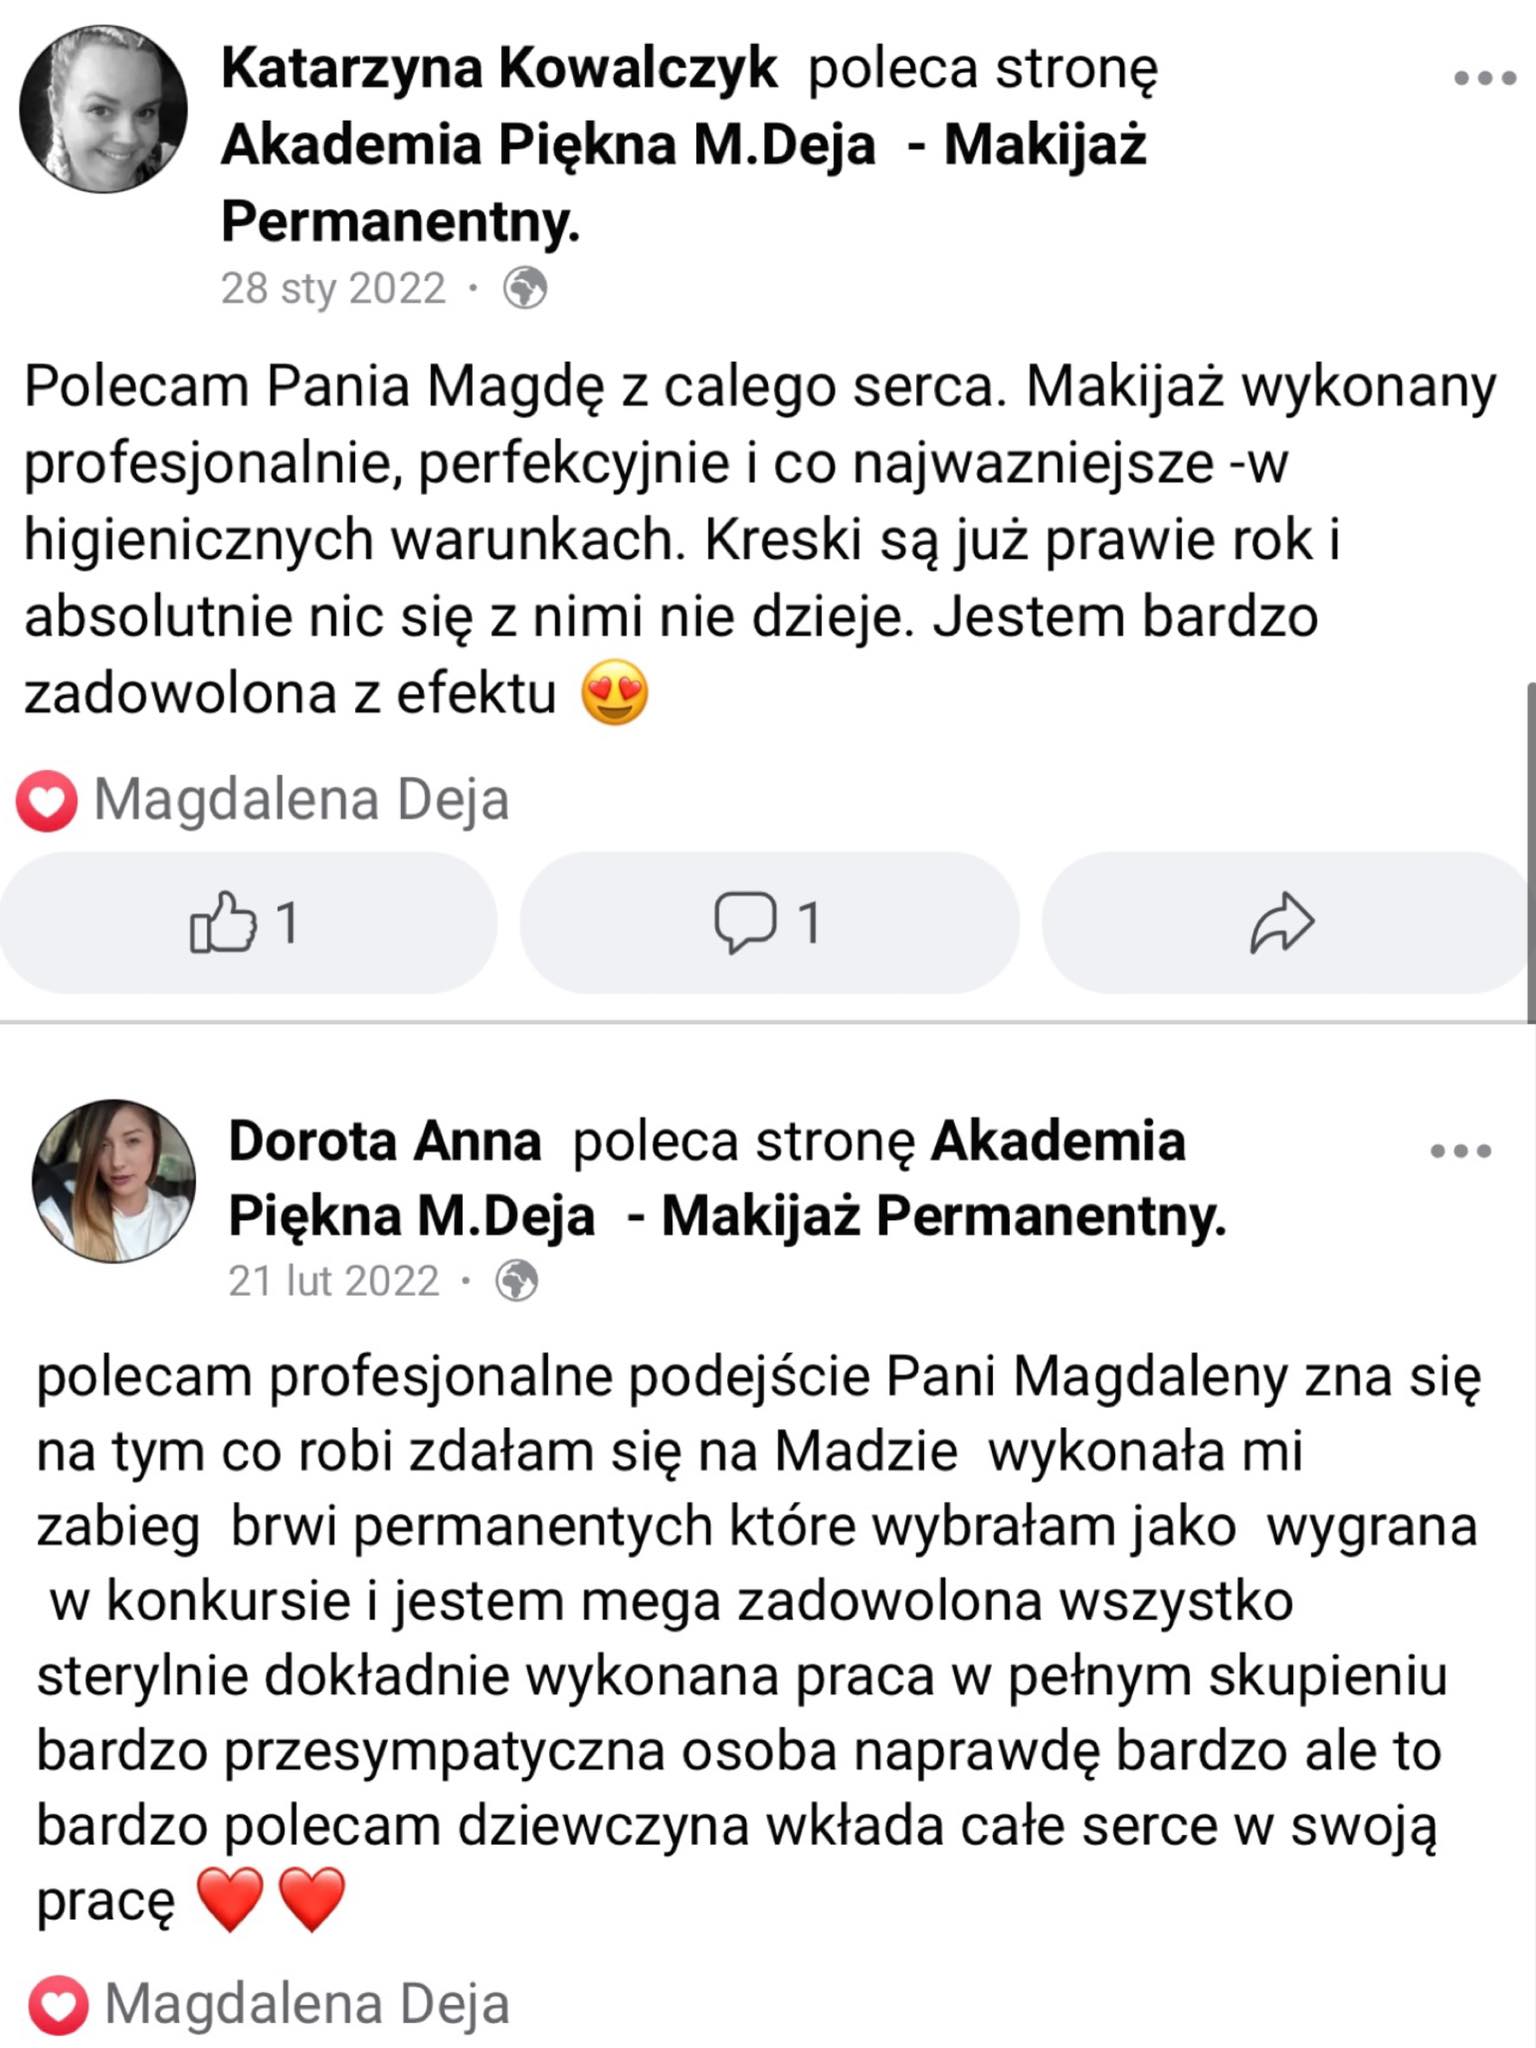 Katarzyna Kowalczyk poleca stronę
Akademia Piękna M.Deja - Makijaż
Permanentny.
28 sty 2022 ·
Polecam Pania Magdę z calego serca. Makijaż wykonany
profesjonalnie, perfekcyjnie i co najwazniejsze -w
higienicznych warunkach. Kreski są już prawie rok i
absolutnie nic się z nimi nie dzieje. Jestem bardzo
zadowolona z efektu 😍
Magdalena Deja
1
1
Dorota Anna poleca stronę Akademia
Piękna M.Deja - Makijaż Permanentny.
21 lut 2022 ·
polecam profesjonalne podejście Pani Magdaleny zna się
na tym co robi zdałam się na Madzie wykonała mi
zabieg brwi permanentych które wybrałam jako wygrana
w konkursie i jestem mega zadowolona wszystko
sterylnie dokładnie wykonana praca w pełnym skupieniu
bardzo przesympatyczna osoba naprawdę bardzo ale to
bardzo polecam dziewczyna wkłada całe serce w swoją
pracę ❤️❤️
Magdalena Deja